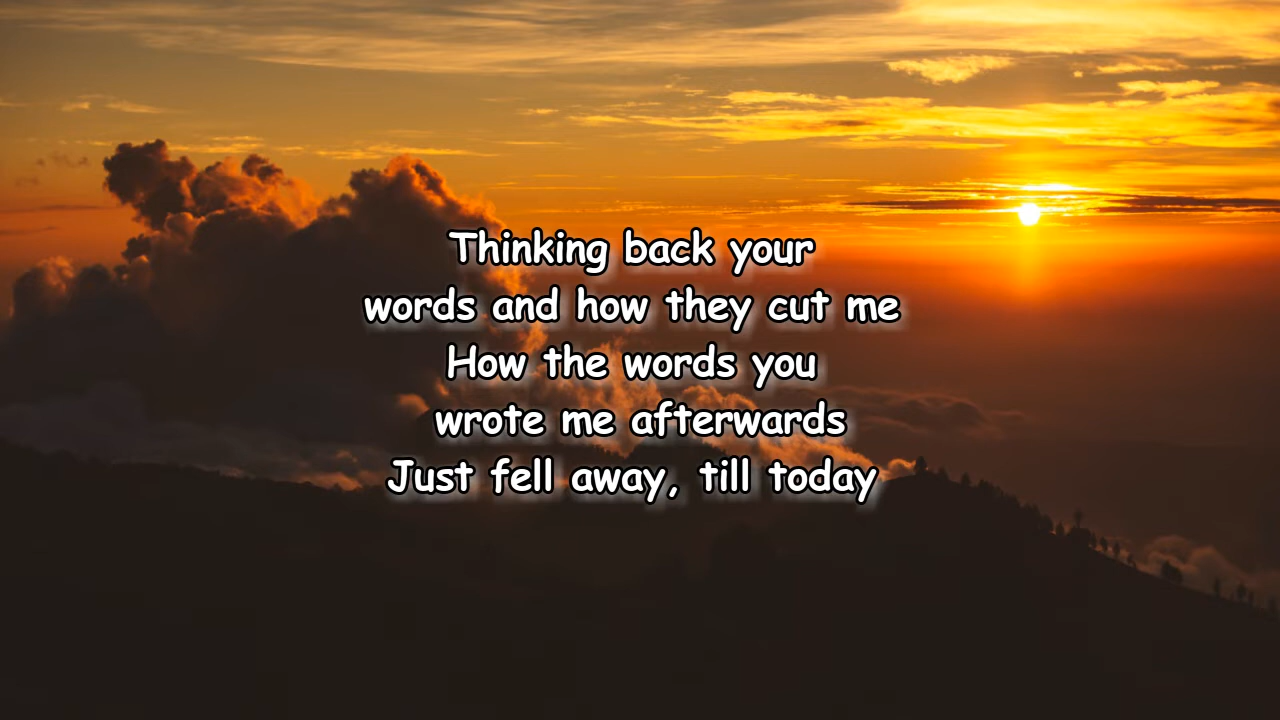 Thinking back your
words and how they cut me
How the words you
wrote me afterwards
Just fell away, till today